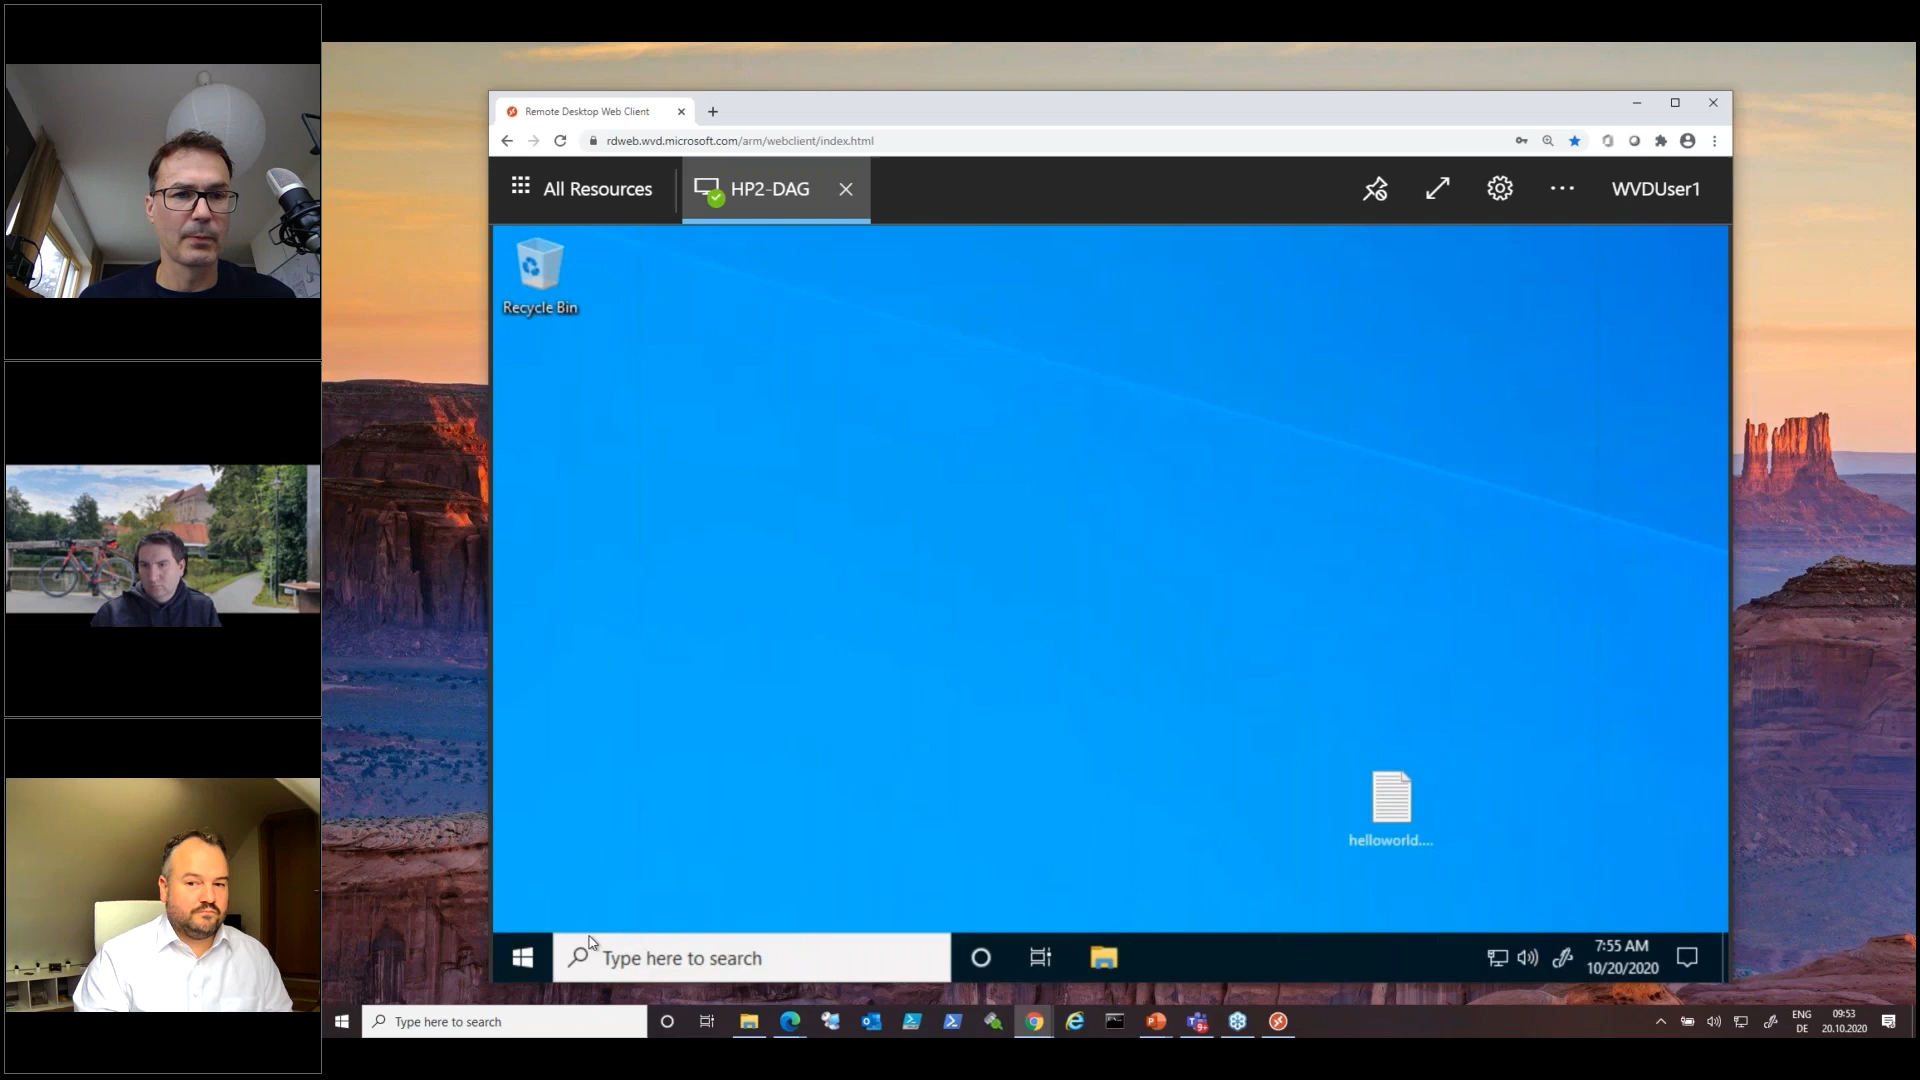 Remote Desktop Web Client
rdweb.wvd.microsoft.com/arm/webclient/index.html
All Resources
HP2-DAG
WVDUser1
Recycle Bin
helloworld....
Type here to search
7:55 AM
10/20/2020
Type here to search
9+
ENG
DE
09:53
20.10.2020